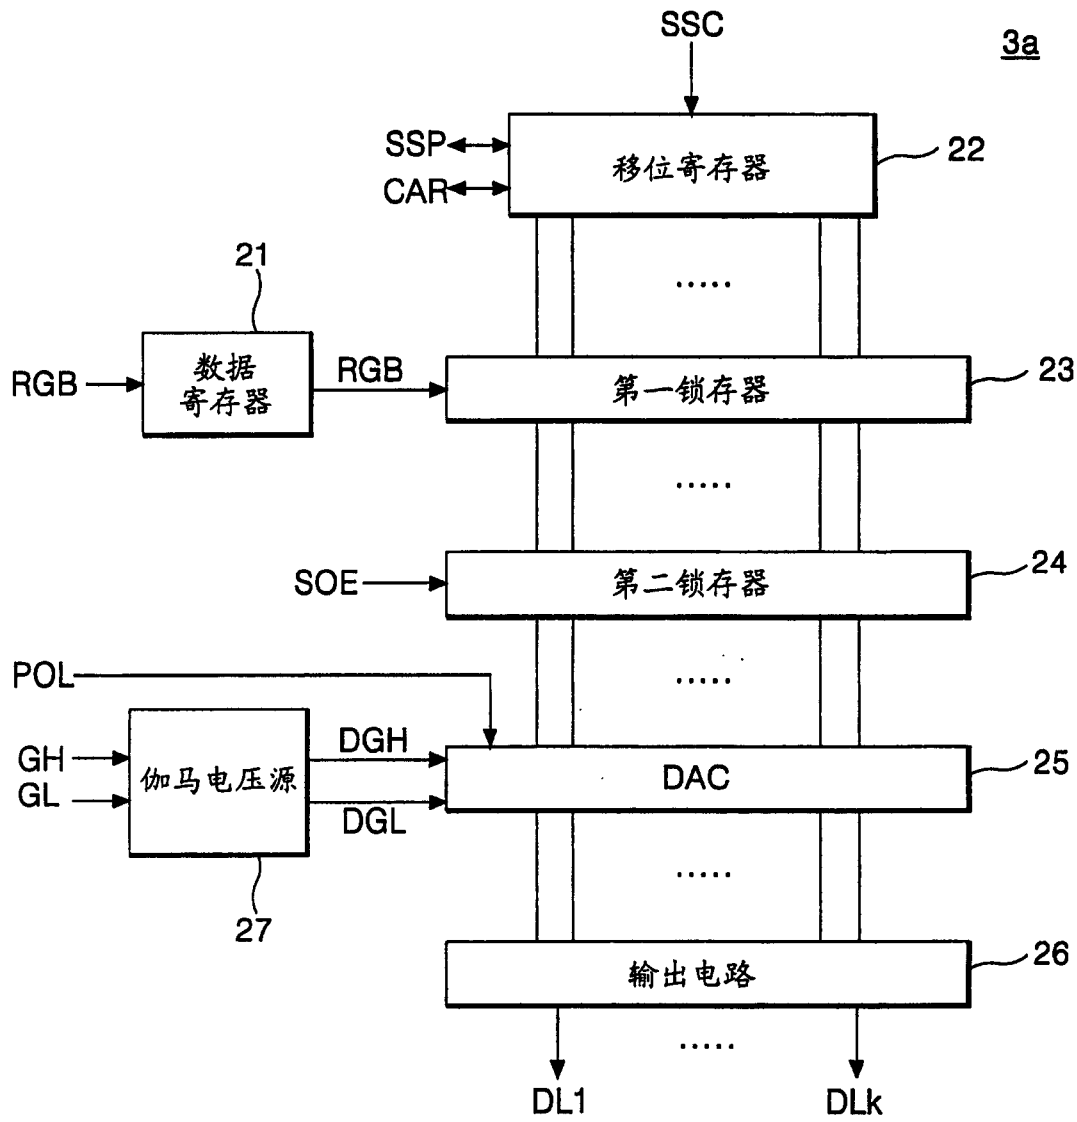 SSC
3a
SSP
CAR
移位寄存器
22
21
RGB
数据
寄存器
RGB
第一锁存器
23
SOE
第二锁存器
24
POL
GH
GL
伽马电压源
DGH
DGL
DAC
25
27
输出电路
26
.....
.....
.....
.....
.....
DL1
DLk